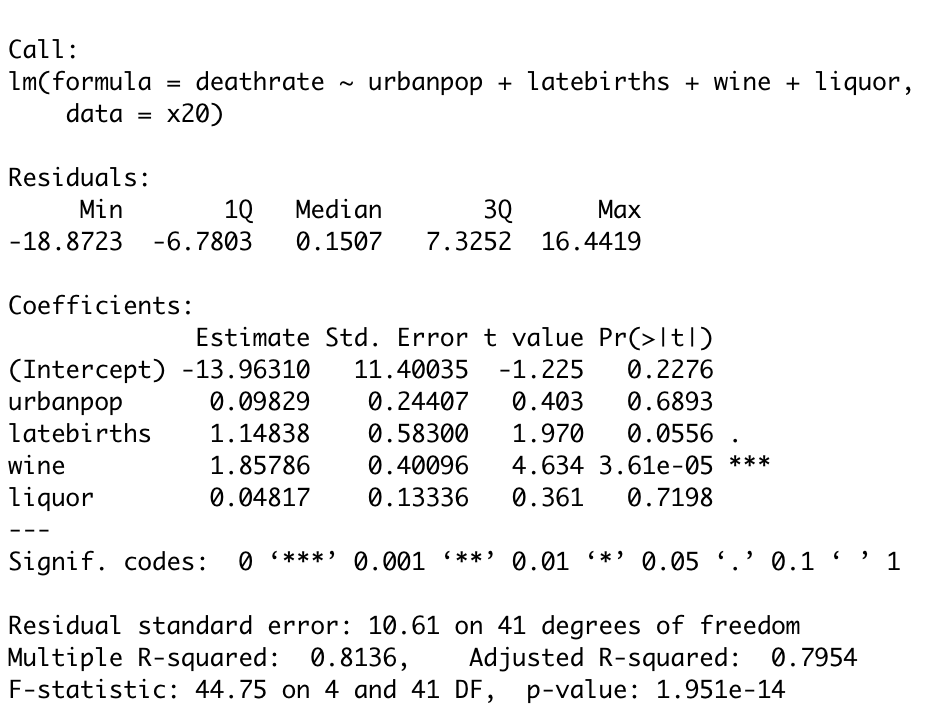 Call:
lm(formula = deathrate ~ urbanpop + latebirths + wine + liquor,
    data = x20)

Residuals:
     Min       1Q   Median       3Q      Max
-18.8723  -6.7803   0.1507   7.3252  16.4419

Coefficients:
             Estimate Std. Error t value Pr(>|t|)
(Intercept) -13.96310   11.40035  -1.225   0.2276
urbanpop      0.09829    0.24407   0.403   0.6893
latebirths    1.14838    0.58300   1.970   0.0556 .
wine          1.85786    0.40096   4.634 3.61e-05 ***
liquor        0.04817    0.13336   0.361   0.7198
---
Signif. codes:  0 ‘***’ 0.001 ‘**’ 0.01 ‘*’ 0.05 ‘.’ 0.1 ‘ ’ 1

Residual standard error: 10.61 on 41 degrees of freedom
Multiple R-squared:  0.8136,    Adjusted R-squared:  0.7954
F-statistic: 44.75 on 4 and 41 DF,  p-value: 1.951e-14